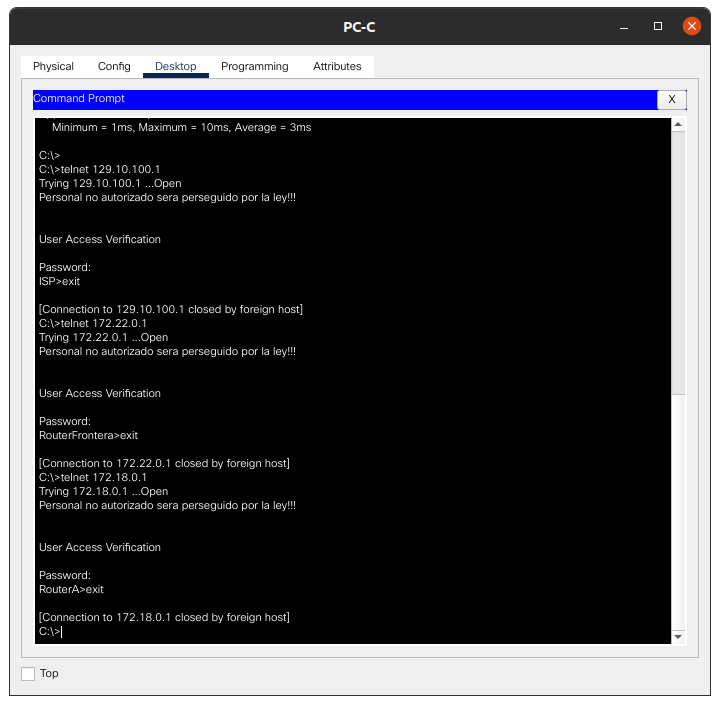 PC-C
Physical Config Desktop Programming Attributes
Command Prompt
X
Minimum = 1ms, Maximum = 10ms, Average = 3ms
C:\>
C:\>telnet 129.10.100.1
Trying 129.10.100.1 ...Open
Personal no autorizado sera perseguido por la ley!!!
User Access Verification
Password:
ISP>exit
[Connection to 129.10.100.1 closed by foreign host]
C:\>telnet 172.22.0.1
Trying 172.22.0.1 ...Open
Personal no autorizado sera perseguido por la ley!!!
User Access Verification
Password:
RouterFrontera>exit
[Connection to 172.22.0.1 closed by foreign host]
C:\>telnet 172.18.0.1
Trying 172.18.0.1 ...Open
Personal no autorizado sera perseguido por la ley!!!
User Access Verification
Password:
RouterA>exit
[Connection to 172.18.0.1 closed by foreign host]
C:\>
Top